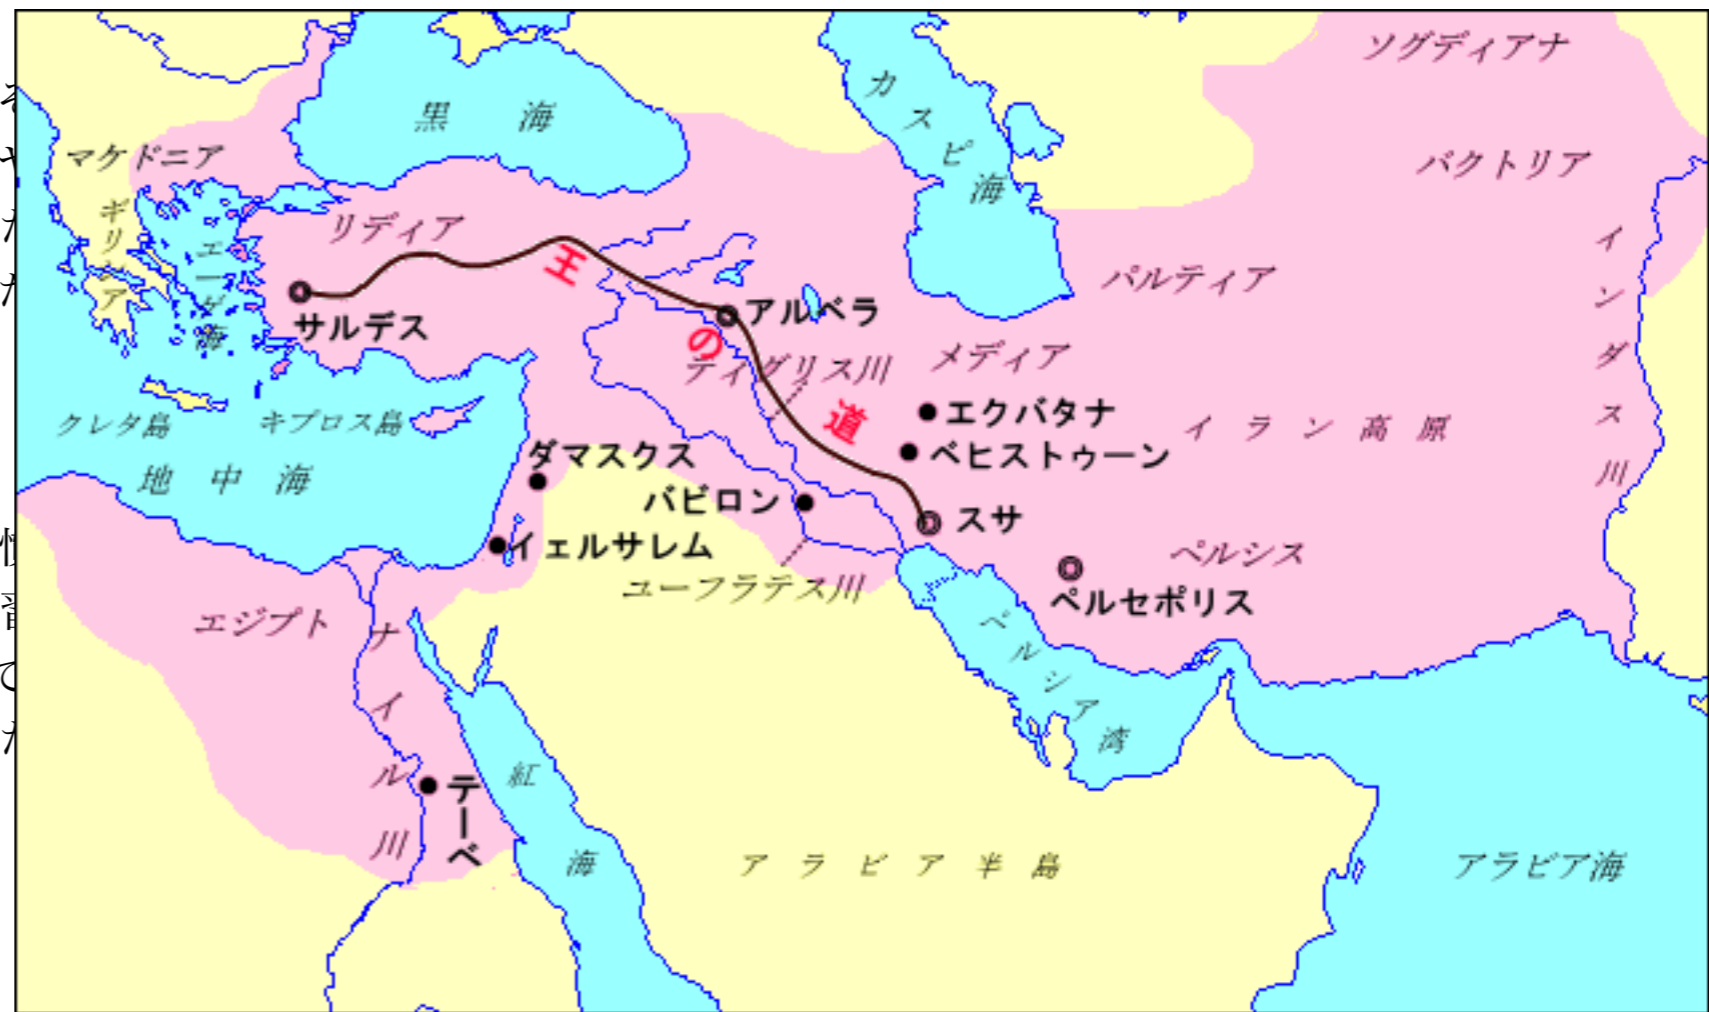 ソグディアナ
カスピ海
黒海
マケドニア
バクトリア
ギリシア
エーゲ海
リディア
インダス川
パルティア
王の道
サルデス
アルベラ
ティグリス川
メディア
エクバタナ
イラン高原
クレタ島
キプロス島
ベヒストゥーン
ダマスクス
地中海
バビロン
スサ
イェルサレム
ペルシス
ユーフラテス川
ペルセポリス
エジプト
ナイル川
ペルシア湾
テーベ
紅海
アラビア半島
アラビア海